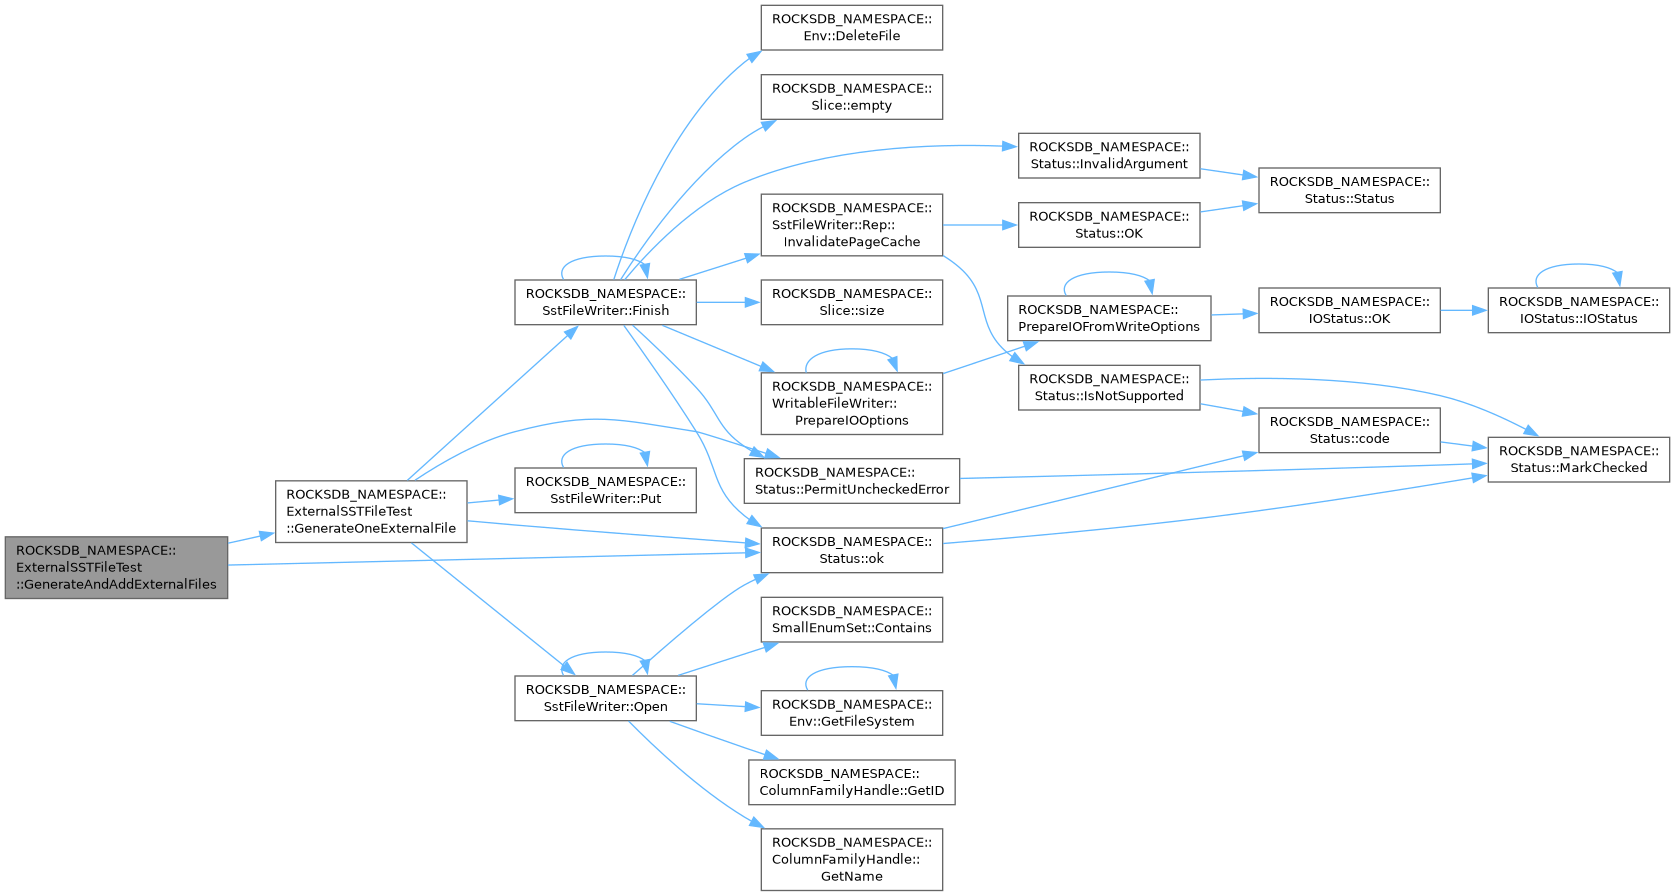 ROCKSDB_NAMESPACE::
ExternalSSTFileTest
::GenerateAndAddExternalFiles
ROCKSDB_NAMESPACE::
ExternalSSTFileTest
::GenerateOneExternalFile
ROCKSDB_NAMESPACE::
SstFileWriter::Finish
ROCKSDB_NAMESPACE::
SstFileWriter::Put
ROCKSDB_NAMESPACE::
SstFileWriter::Open
ROCKSDB_NAMESPACE::
Env::DeleteFile
ROCKSDB_NAMESPACE::
Slice::empty
ROCKSDB_NAMESPACE::
SstFileWriter::Rep::
InvalidatePageCache
ROCKSDB_NAMESPACE::
Slice::size
ROCKSDB_NAMESPACE::
WritableFileWriter::
PrepareIOOptions
ROCKSDB_NAMESPACE::
Status::PermitUncheckedError
ROCKSDB_NAMESPACE::
Status::ok
ROCKSDB_NAMESPACE::
SmallEnumSet::Contains
ROCKSDB_NAMESPACE::
Env::GetFileSystem
ROCKSDB_NAMESPACE::
ColumnFamilyHandle::GetID
ROCKSDB_NAMESPACE::
ColumnFamilyHandle::
GetName
ROCKSDB_NAMESPACE::
Status::InvalidArgument
ROCKSDB_NAMESPACE::
Status::OK
ROCKSDB_NAMESPACE::
PrepareIOFromWriteOptions
ROCKSDB_NAMESPACE::
Status::IsNotSupported
ROCKSDB_NAMESPACE::
Status::Status
ROCKSDB_NAMESPACE::
IOStatus::OK
ROCKSDB_NAMESPACE::
Status::code
ROCKSDB_NAMESPACE::
IOStatus::IOStatus
ROCKSDB_NAMESPACE::
Status::MarkChecked